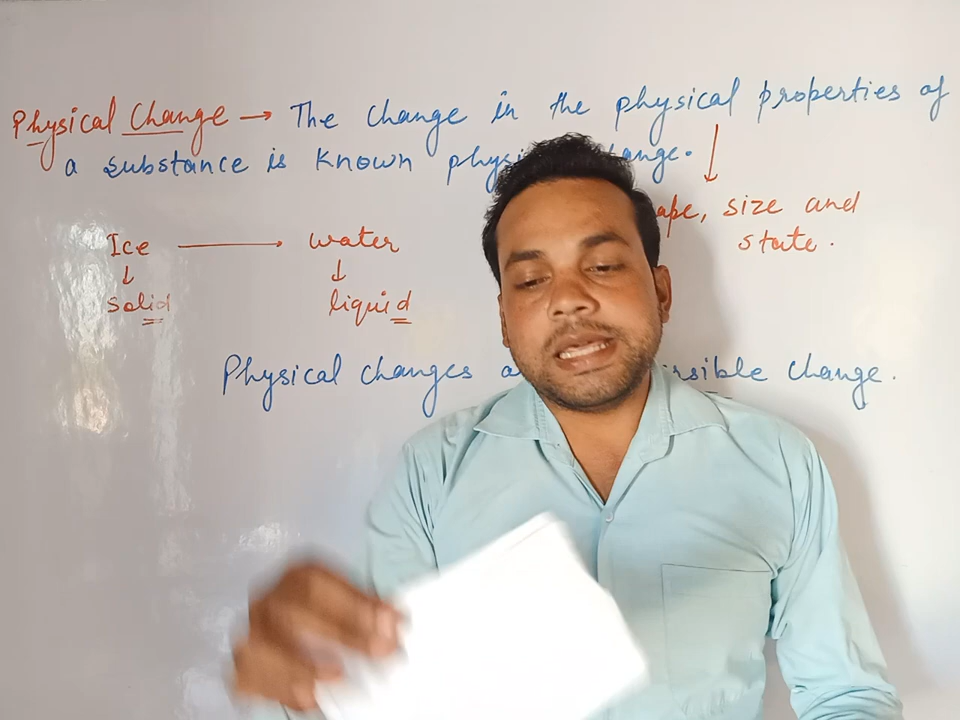 Physical Change → The change in the physical properties of
a substance is known change.
size and
state.
Ice → water
↓ ↓
solid liquid
Physical changes change.